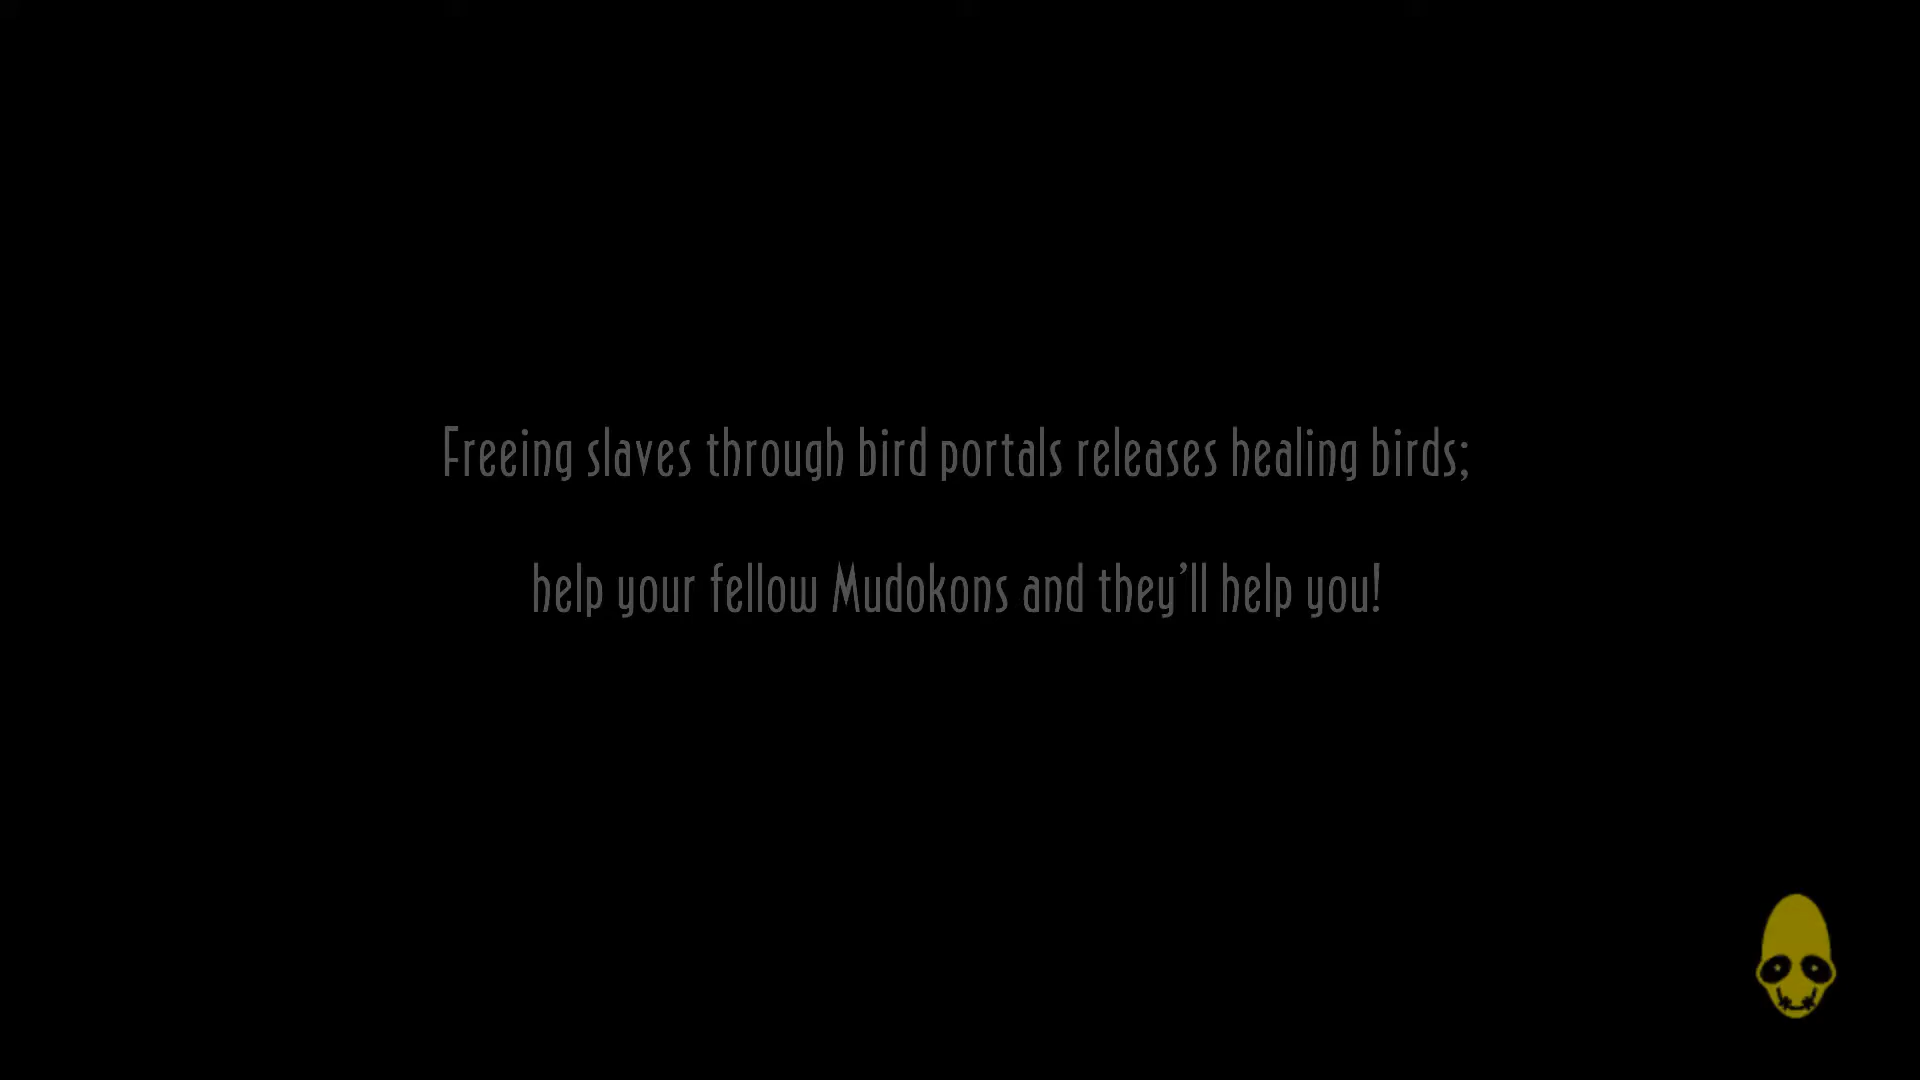 Freeing slaves through bird portals releases healing birds;
help your fellow Mudokons and they’ll help you!